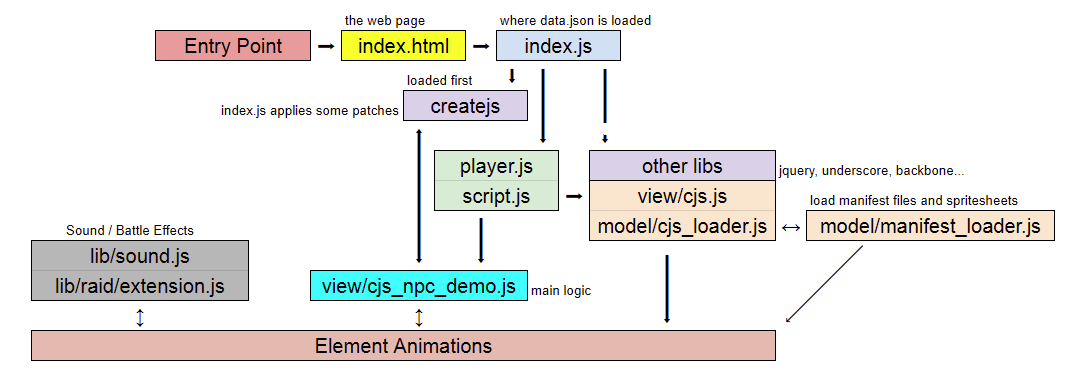 the web page
where data.json is loaded
Entry Point
index.html
index.js
loaded first
index.js applies some patches
createjs
player.js
script.js
other libs
jquery, underscore, backbone...
view/cjs.js
model/cjs_loader.js
load manifest files and spritesheets
model/manifest_loader.js
Sound / Battle Effects
lib/sound.js
lib/raid/extension.js
view/cjs_npc_demo.js
main logic
Element Animations